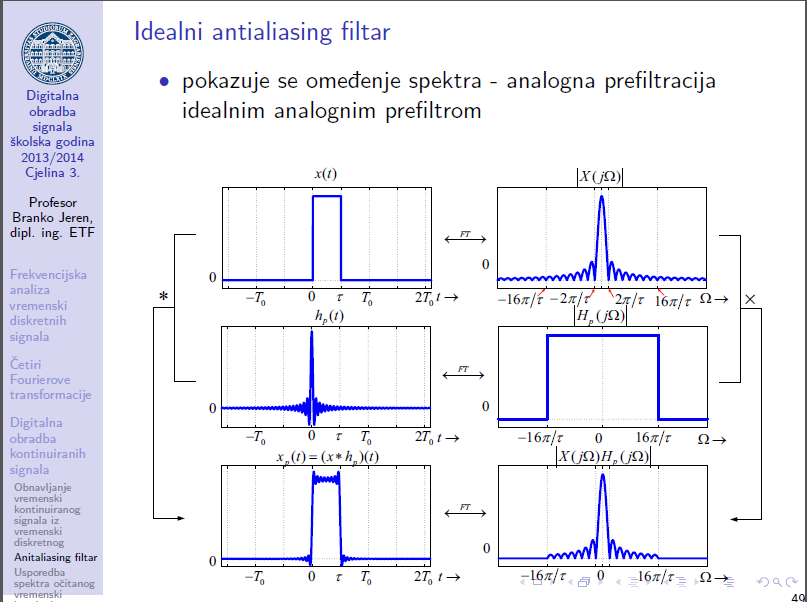 Digitalna
obradba
signala
školska godina
2013/2014
Cjelina 3.
Profesor
Branko Jeren,
dipl. ing. ETF
Frekvencijska
analiza
vremenski
diskretnih
signala
Četiri
Fourierove
transformacije
Digitalna
obradba
kontinuiranih
signala
Obnavljanje
vremenski
kontinuiranog
signala iz
vremenski
diskretnog
Anitaliasing filtar
Usporedba
spektra očitanog
vremenski
Idealni antialiasing filtar
• pokazuje se omeđenje spektra - analogna prefiltracija
idealnim analognim prefiltrom
x(t) |X(jΩ)|
FT
0 0
−T₀ 0 τ T₀ 2T₀ t → −16π/τ −2π/τ 2π/τ 16π/τ Ω →
* ×
hₚ(t) |Hₚ(jΩ)|
FT
0 0
−T₀ 0 τ T₀ 2T₀ t → −16π/τ 0 16π/τ Ω →
xₚ(t) = (x∗hₚ)(t) |X(jΩ)Hₚ(jΩ)|
FT
0 0
−T₀ 0 τ T₀ 2T₀ t → −16π/τ 0 16π/τ Ω →
49